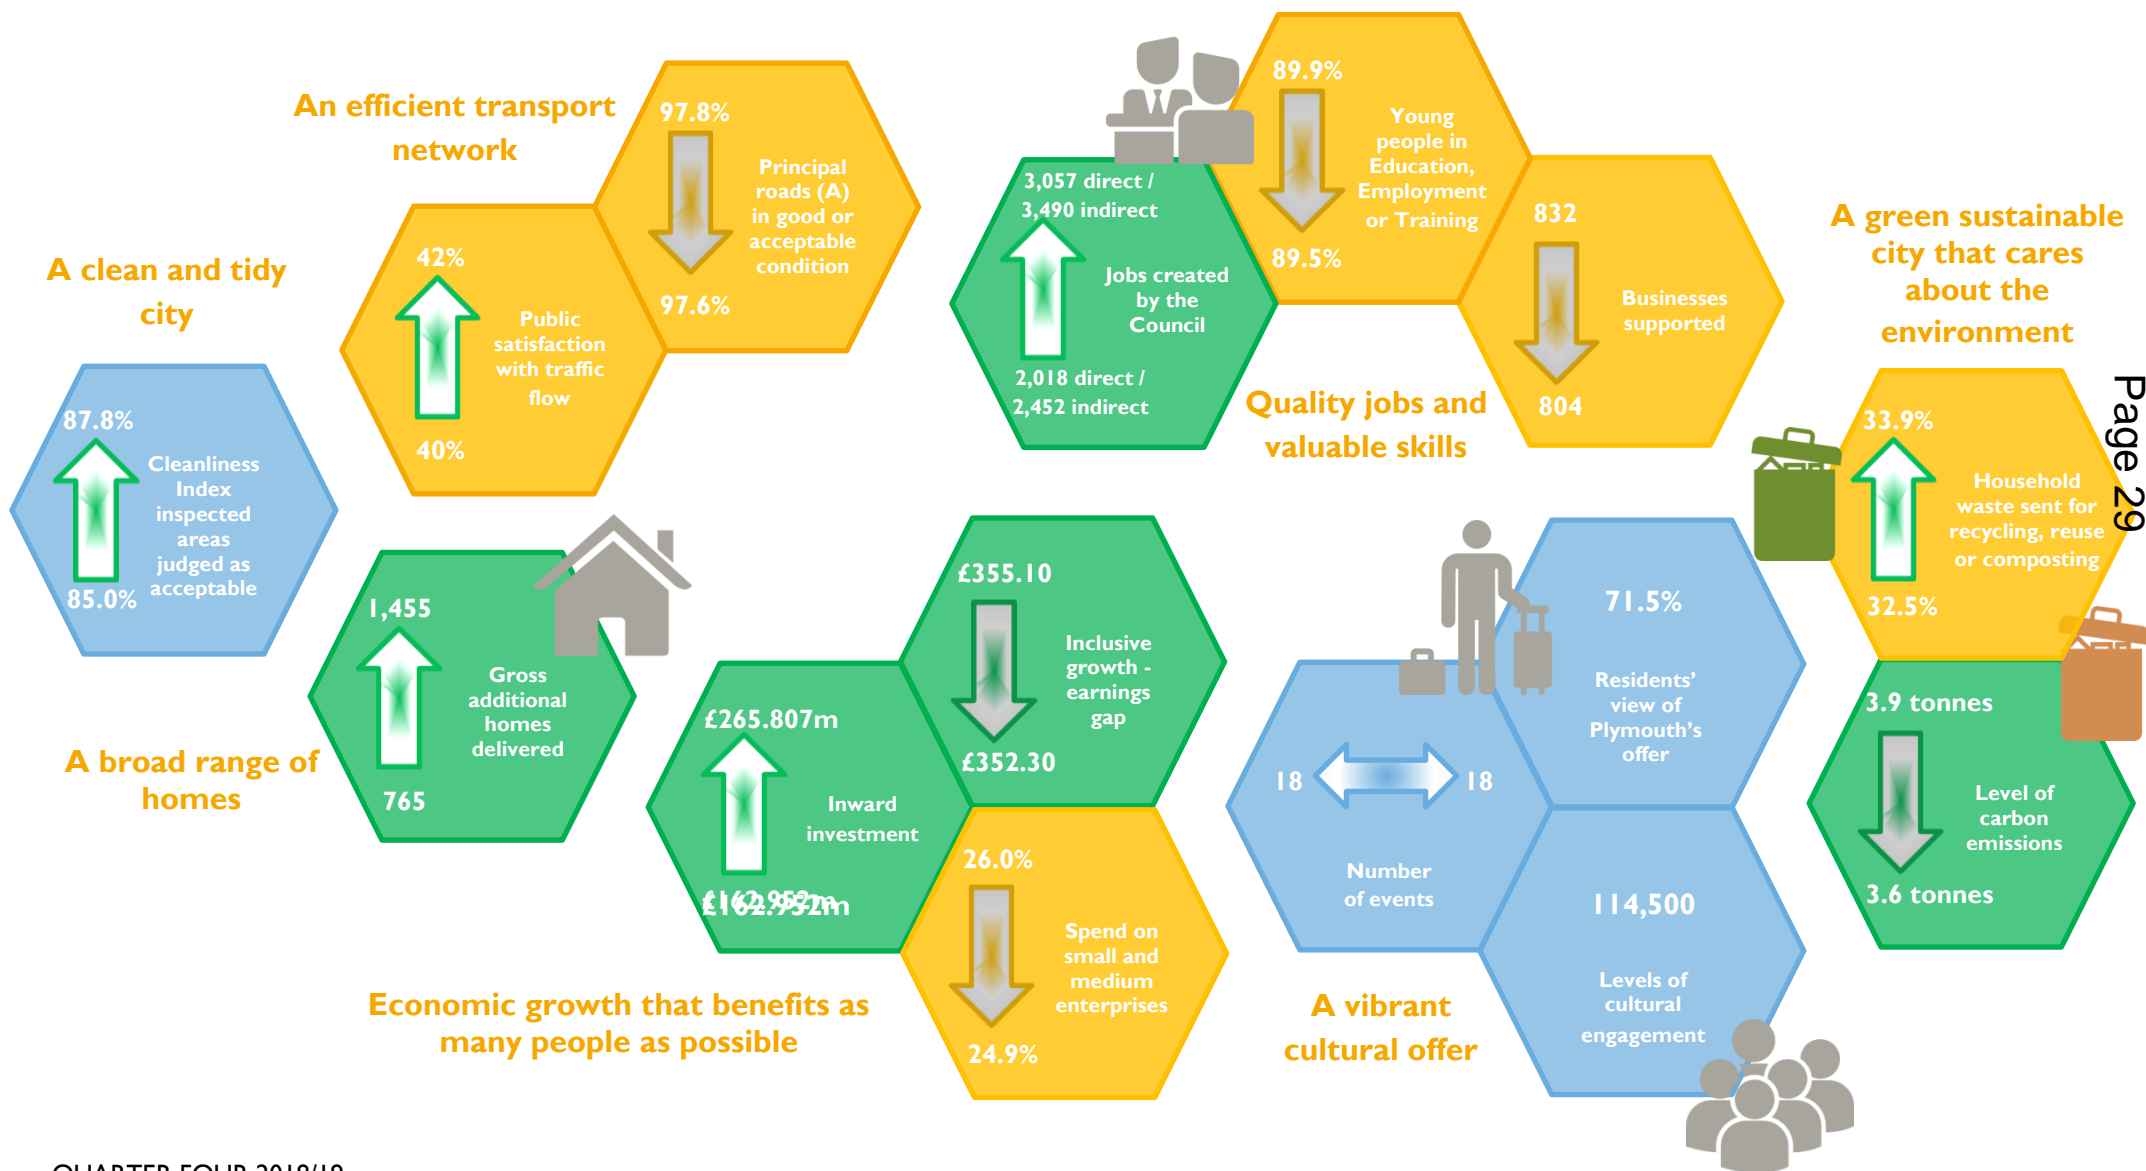 An efficient transport
network
97.8%
Principal
roads (A)
in good or
acceptable
condition
97.6%
42%
Public
satisfaction
with traffic
flow
40%
A clean and tidy
city
87.8%
Cleanliness
Index
inspected
areas
judged as
acceptable
85.0%
89.9%
Young
people in
Education,
Employment
or Training
89.5%
3,057 direct /
3,490 indirect
Jobs created
by the
Council
2,018 direct /
2,452 indirect
832
Businesses
supported
804
Quality jobs and
valuable skills
A green sustainable
city that cares
about the
environment
Page 29
33.9%
Household
waste sent for
recycling, reuse
or composting
32.5%
3.9 tonnes
Level of
carbon
emissions
3.6 tonnes
1,455
Gross
additional
homes
delivered
765
A broad range of
homes
£355.10
Inclusive
growth -
earnings
gap
£352.30
£265.807m
Inward
investment
£162.952m
£162.952m
26.0%
Spend on
small and
medium
enterprises
24.9%
Economic growth that benefits as
many people as possible
71.5%
Residents’
view of
Plymouth’s
offer
18
18
Number
of events
114,500
Levels of
cultural
engagement
A vibrant
cultural offer
QUARTER FOUR 2018/19